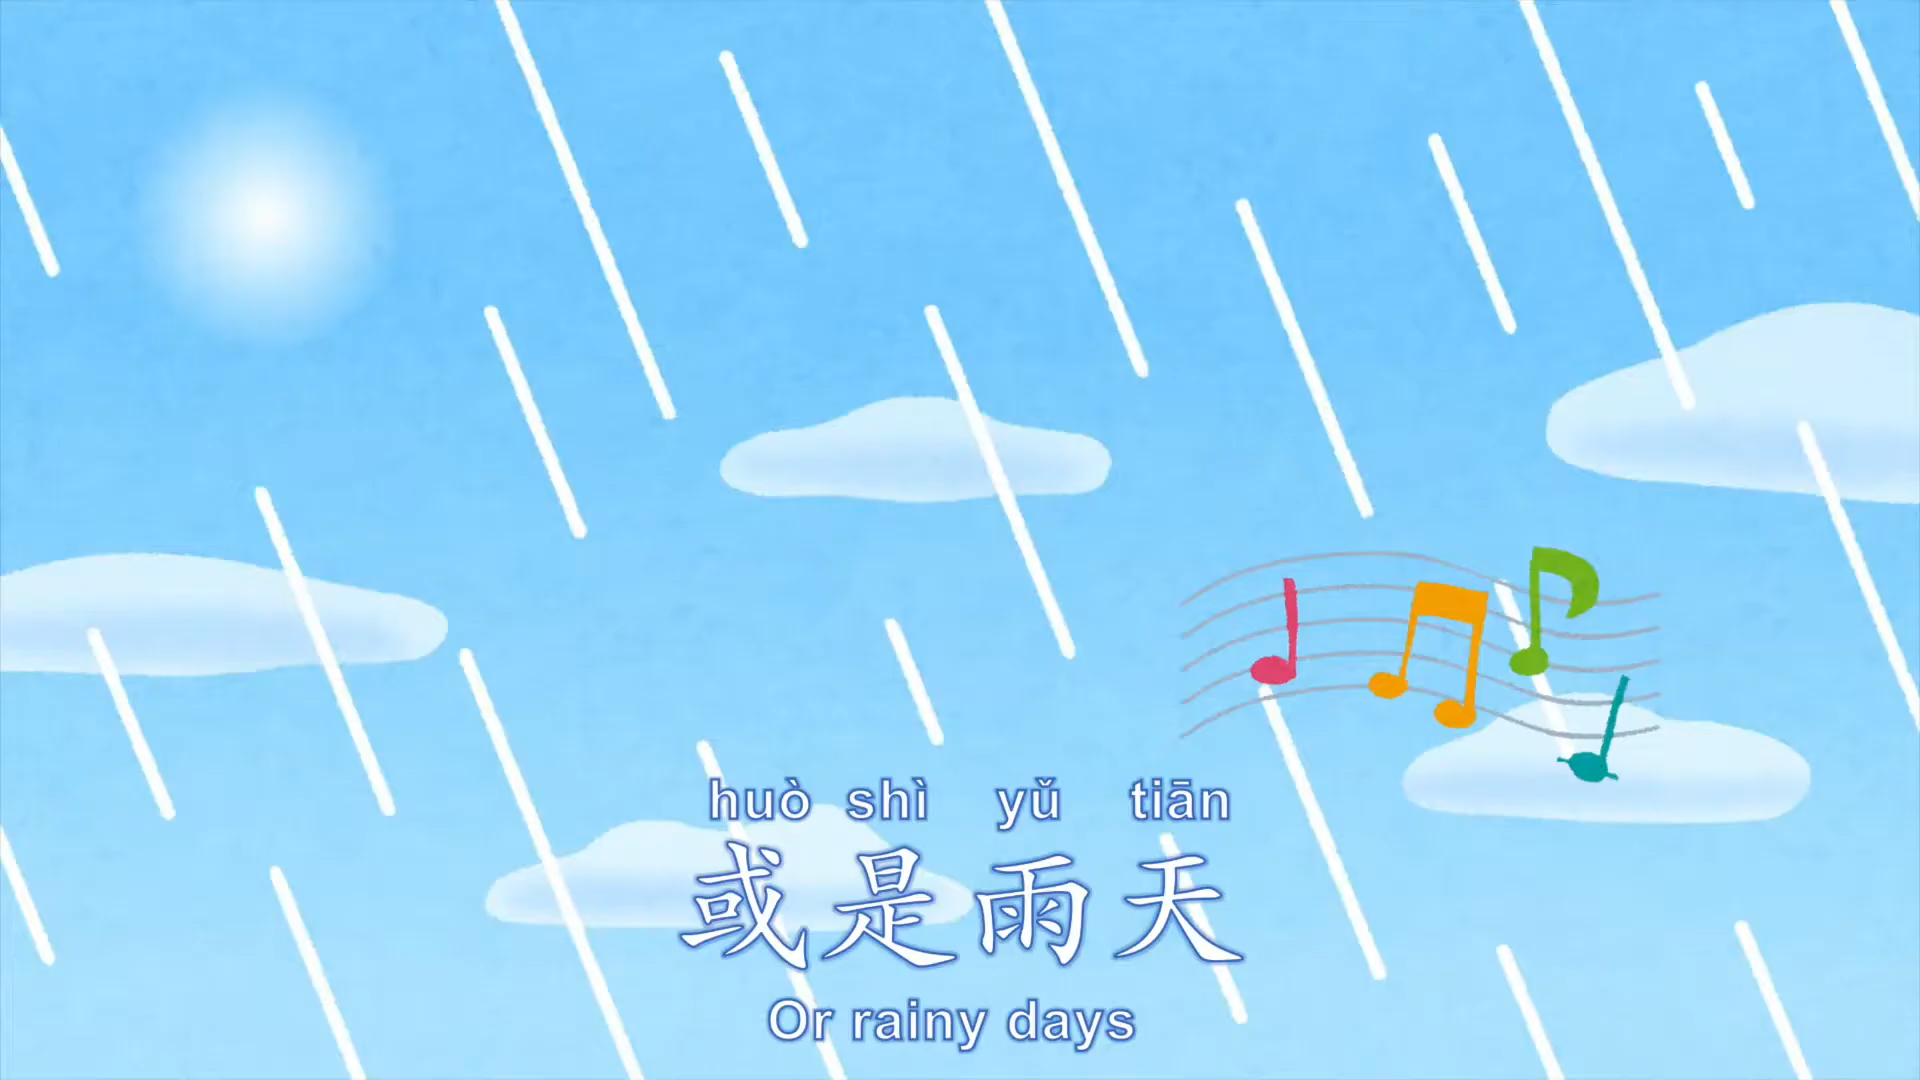 huò shì yǔ tiān
或是雨天
Or rainy days